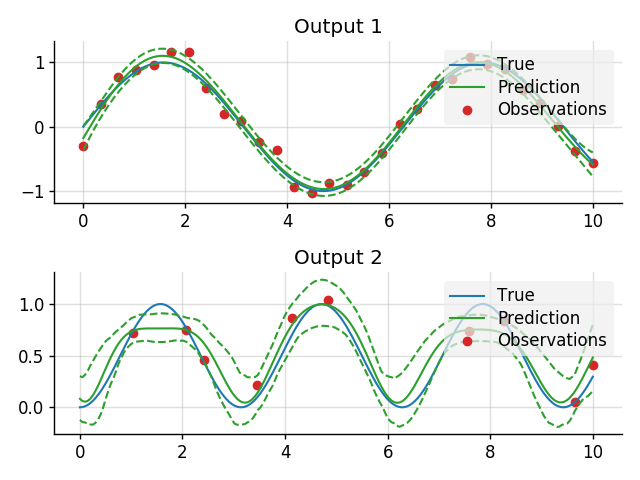 Output 1
1
0
−1
True
Prediction
Observations
0 2 4 6 8 10
Output 2
1.0
0.5
0.0
True
Prediction
Observations
0 2 4 6 8 10